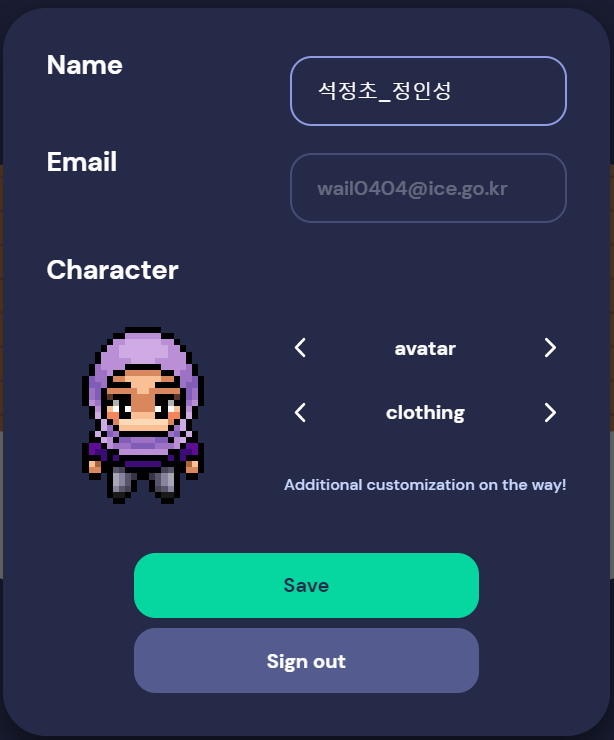 Name
석정초_정인성
Email
wail0404@ice.go.kr
Character
avatar
clothing
Additional customization on the way!
Save
Sign out